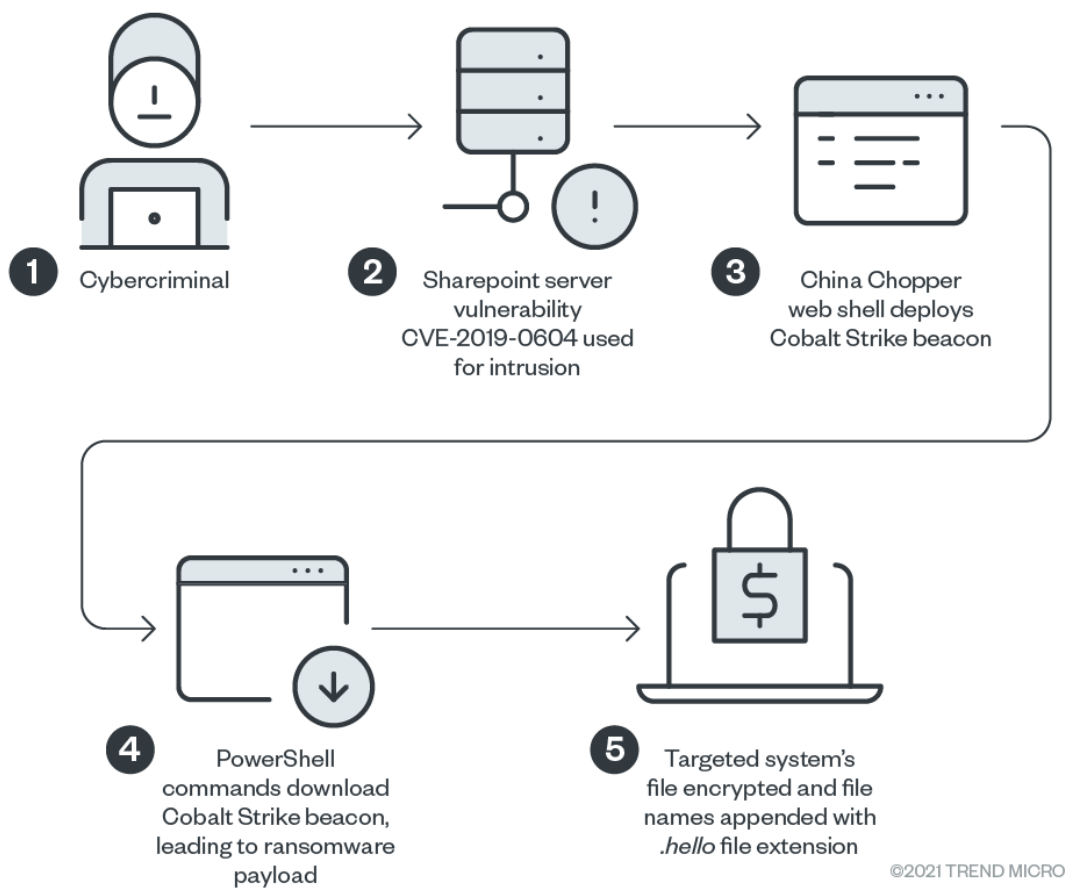 1 Cybercriminal
2 Sharepoint server
vulnerability
CVE-2019-0604 used
for intrusion
3 China Chopper
web shell deploys
Cobalt Strike beacon
4 PowerShell
commands download
Cobalt Strike beacon,
leading to ransomware
payload
5 Targeted system's
file encrypted and file
names appended with
.hello file extension
©2021 TREND MICRO